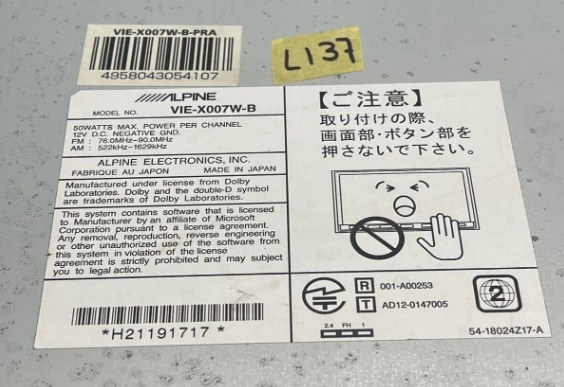 VIE-X007W-B-PRA
4958043054107
L137
ALPINE
MODEL NO. VIE-X007W-B
50WATTS MAX. POWER PER CHANNEL
12V D.C. NEGATIVE GND.
FM : 76.0MHz-90.0MHz
AM : 522kHz-1629kHz
ALPINE ELECTRONICS, INC.
FABRIQUE AU JAPON MADE IN JAPAN
Manufactured under license from Dolby
Laboratories. Dolby and the double-D symbol
are trademarks of Dolby Laboratories.
This system contains software that is licensed
to Manufacturer by an affiliate of Microsoft
Corporation pursuant to a license agreement.
Any removal, reproduction, reverse engineering
or other unauthorized use of the software from
this system in violation of the license
agreement is strictly prohibited and may subject
you to legal action.
*H21191717*
【ご注意】
取り付けの際、
画面部・ボタン部を
押さないで下さい。
R 001-A00253
T AD12-0147005
2.4 FH 1
2
54-18024Z17-A